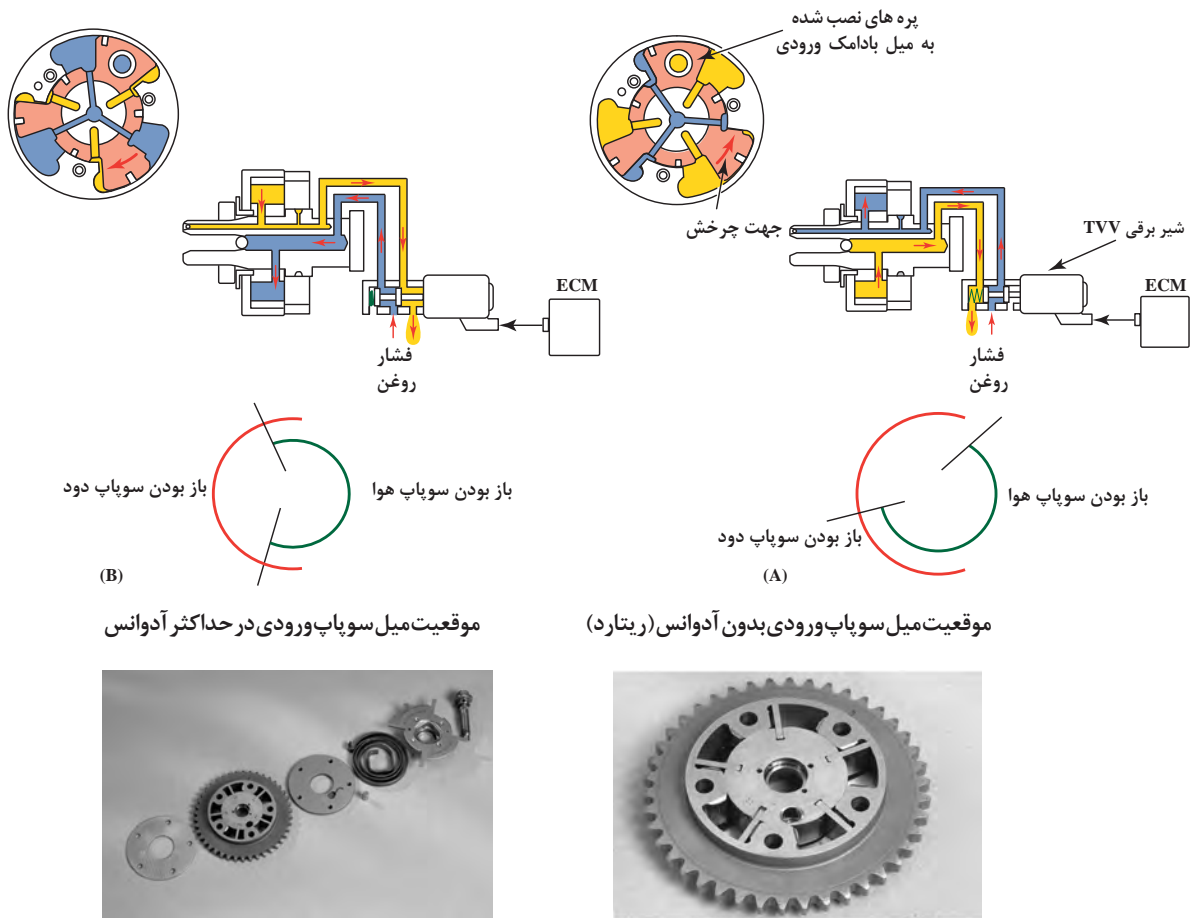 پره های نصب شده
به میل بادامک ورودی
جهت چرخش
شیر برقی TVV
ECM
فشار
روغن
باز بودن سوپاپ هوا
باز بودن سوپاپ دود
(A)
موقعیت میل سوپاپ ورودی بدون آدوانس (ریتارد)
ECM
فشار
روغن
باز بودن سوپاپ هوا
باز بودن سوپاپ دود
(B)
موقعیت میل سوپاپ ورودی در حداکثر آدوانس